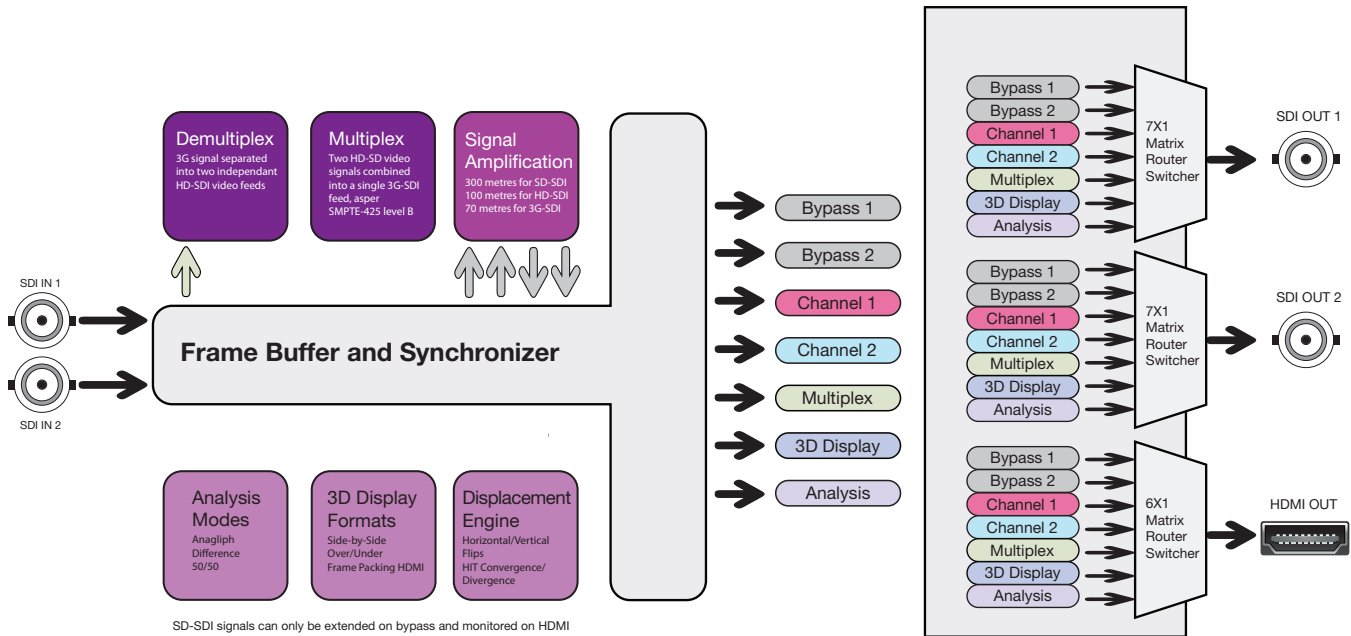 Demultiplex
3G signal separated
into two independant
HD-SDI video feeds
Multiplex
Two HD-SD video
signals combined
into a single 3G-SDI
feed, asper
SMPTE-425 level B
Signal
Amplification
300 metres for SD-SDI
100 metres for HD-SDI
70 metres for 3G-SDI
SDI IN 1
SDI IN 2
Frame Buffer and Synchronizer
Analysis
Modes
Anagliph
Difference
50/50
3D Display
Formats
Side-by-Side
Over/Under
Frame Packing HDMI
Displacement
Engine
Horizontal/Vertical
Flips
HIT Convergence/
Divergence
SD-SDI signals can only be extended on bypass and monitored on HDMI
Bypass 1
Bypass 2
Channel 1
Channel 2
Multiplex
3D Display
Analysis
Bypass 1
Bypass 2
Channel 1
Channel 2
Multiplex
3D Display
Analysis
7X1
Matrix
Router
Switcher
SDI OUT 1
Bypass 1
Bypass 2
Channel 1
Channel 2
Multiplex
3D Display
Analysis
7X1
Matrix
Router
Switcher
SDI OUT 2
Bypass 1
Bypass 2
Channel 1
Channel 2
Multiplex
3D Display
Analysis
6X1
Matrix
Router
Switcher
HDMI OUT